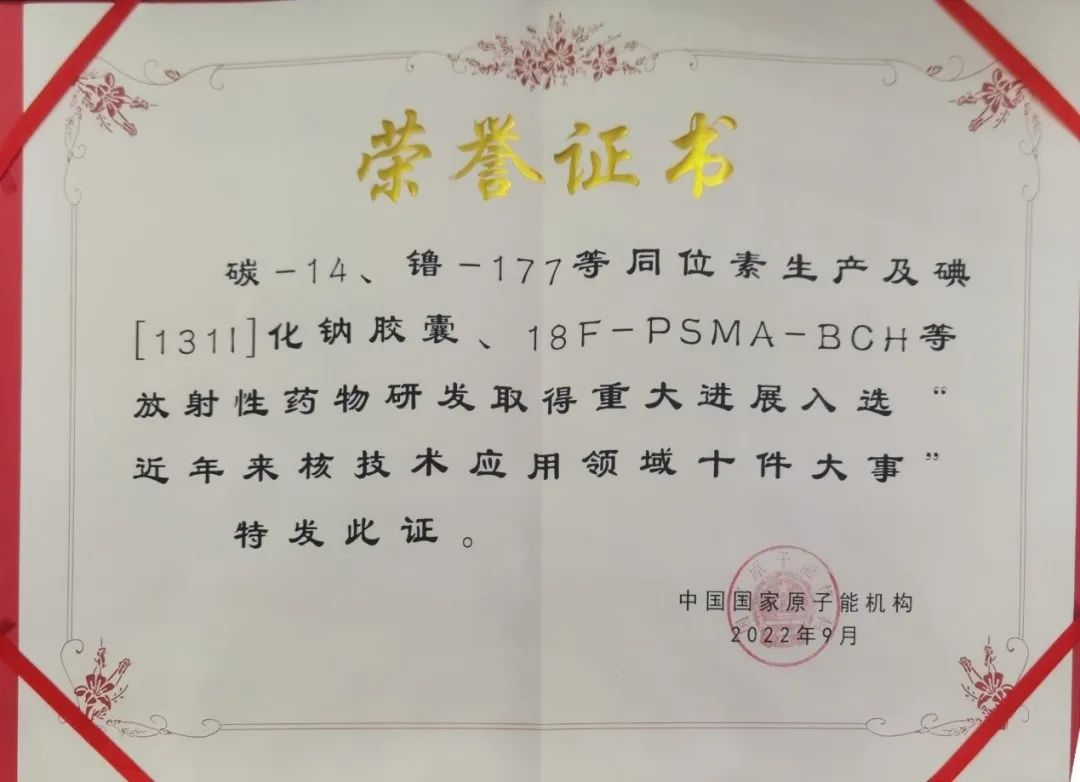 荣誉证书
碳-14、镥-177等同位素生产及碘
[131I]化钠胶囊、18F-PSMA-BCH等
放射性药物研发取得重大进展入选“
近年来核技术应用领域十件大事”
特发此证。
中国国家原子能机构
2022年9月